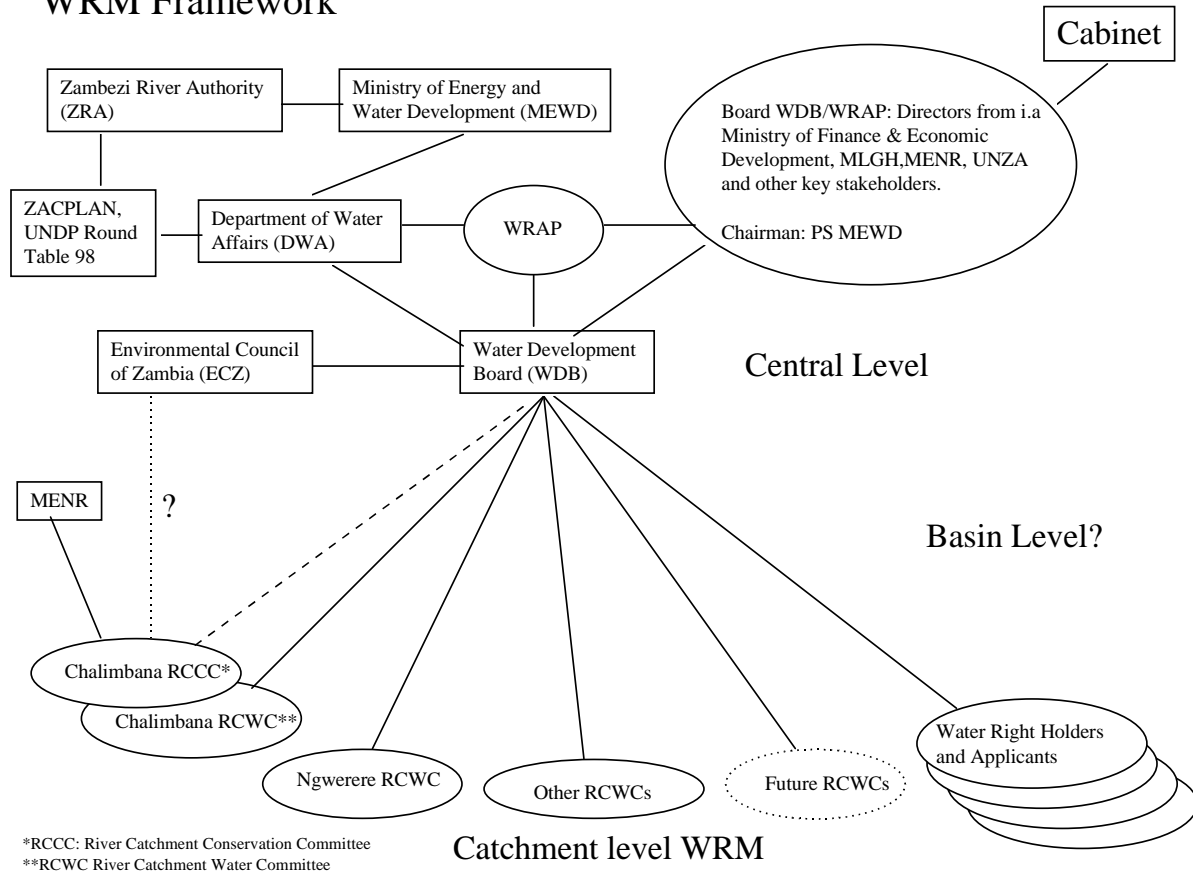 WRM Framework
Cabinet
Zambezi River Authority
(ZRA)
Ministry of Energy and
Water Development (MEWD)
Board WDB/WRAP: Directors from i.a
Ministry of Finance & Economic
Development, MLGH,MENR, UNZA
and other key stakeholders.
Chairman: PS MEWD
ZACPLAN,
UNDP Round
Table 98
Department of Water
Affairs (DWA)
WRAP
Environmental Council
of Zambia (ECZ)
Water Development
Board (WDB)
Central Level
MENR
?
Basin Level?
Chalimbana RCCC*
Chalimbana RCWC**
Ngwerere RCWC
Other RCWCs
Future RCWCs
Water Right Holders
and Applicants
*RCCC: River Catchment Conservation Committee
**RCWC River Catchment Water Committee
Catchment level WRM